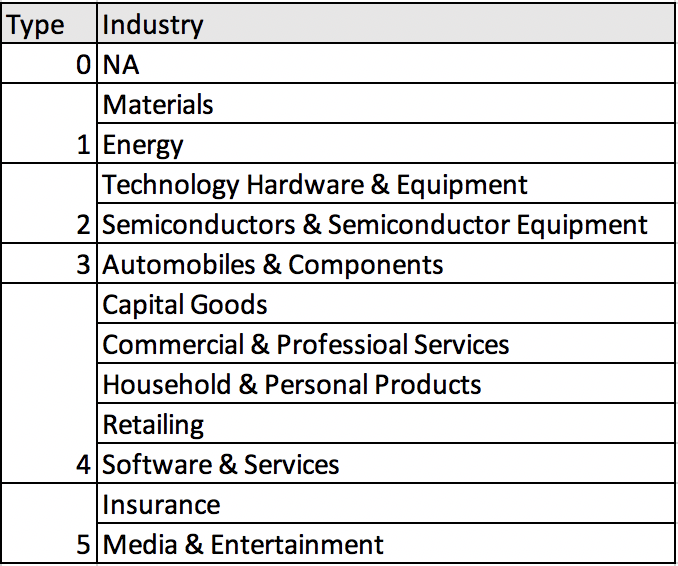 Type Industry
0 NA
Materials
1 Energy
Technology Hardware & Equipment
2 Semiconductors & Semiconductor Equipment
3 Automobiles & Components
Capital Goods
Commercial & Professioal Services
Household & Personal Products
Retailing
4 Software & Services
Insurance
5 Media & Entertainment